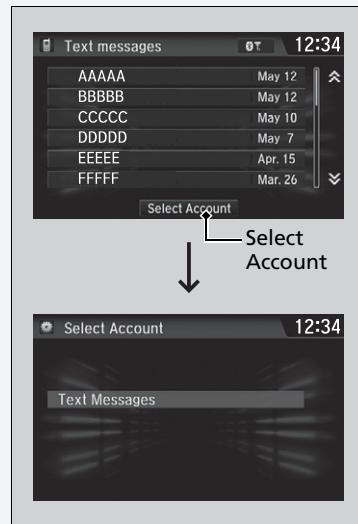 Text messages 12:34
AAAAA May 12
BBBBB May 12
CCCCC May 10
DDDDD May 7
EEEEE Apr. 15
FFFFF Mar. 26
Select Account
Select
Account
Select Account 12:34
Text Messages